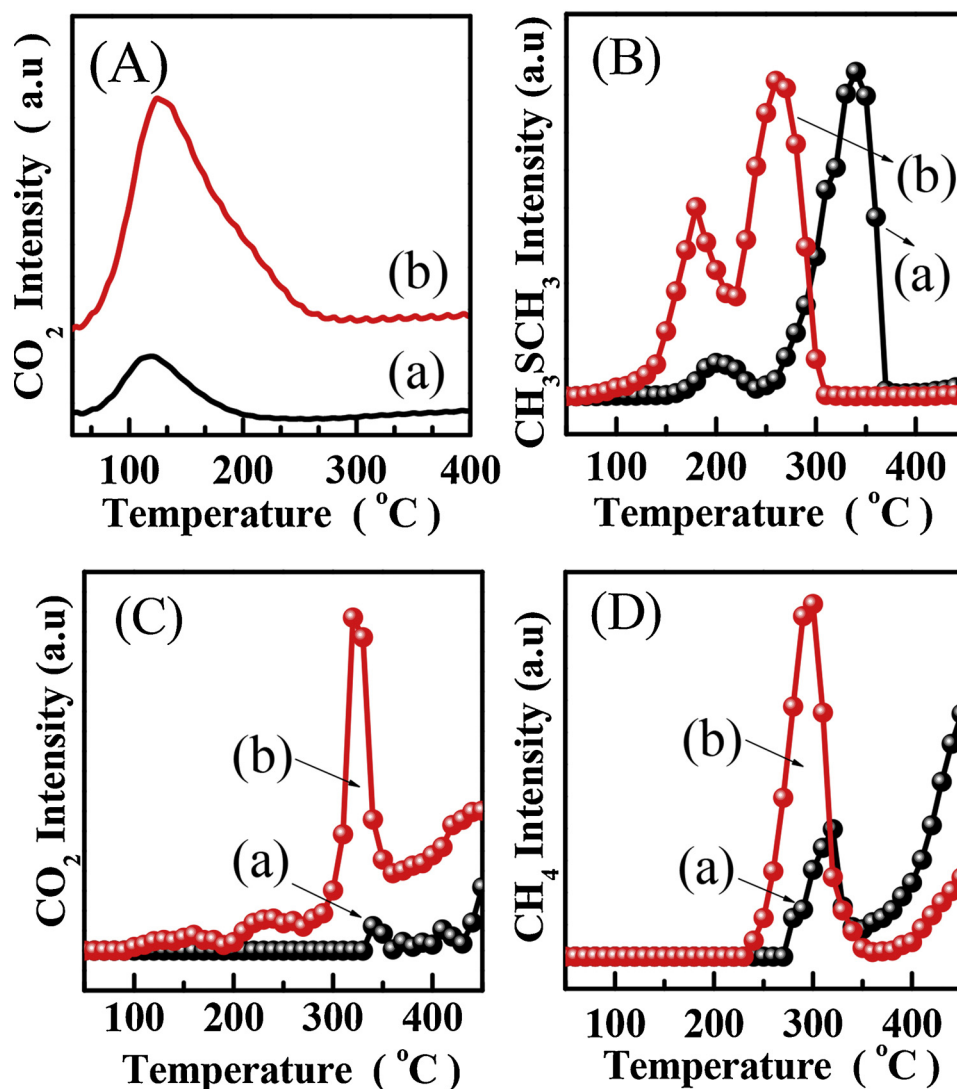 (A)
CO₂ Intensity ( a.u )
(b)
(a)
100 200 300 400
Temperature ( °C )
(B)
CH₃SCH₃ Intensity (a.u)
(b)
(a)
100 200 300 400
Temperature ( °C )
(C)
CO₂ Intensity (a.u)
(b)
(a)
100 200 300 400
Temperature ( °C )
(D)
CH₄ Intensity (a.u)
(b)
(a)
100 200 300 400
Temperature ( °C )